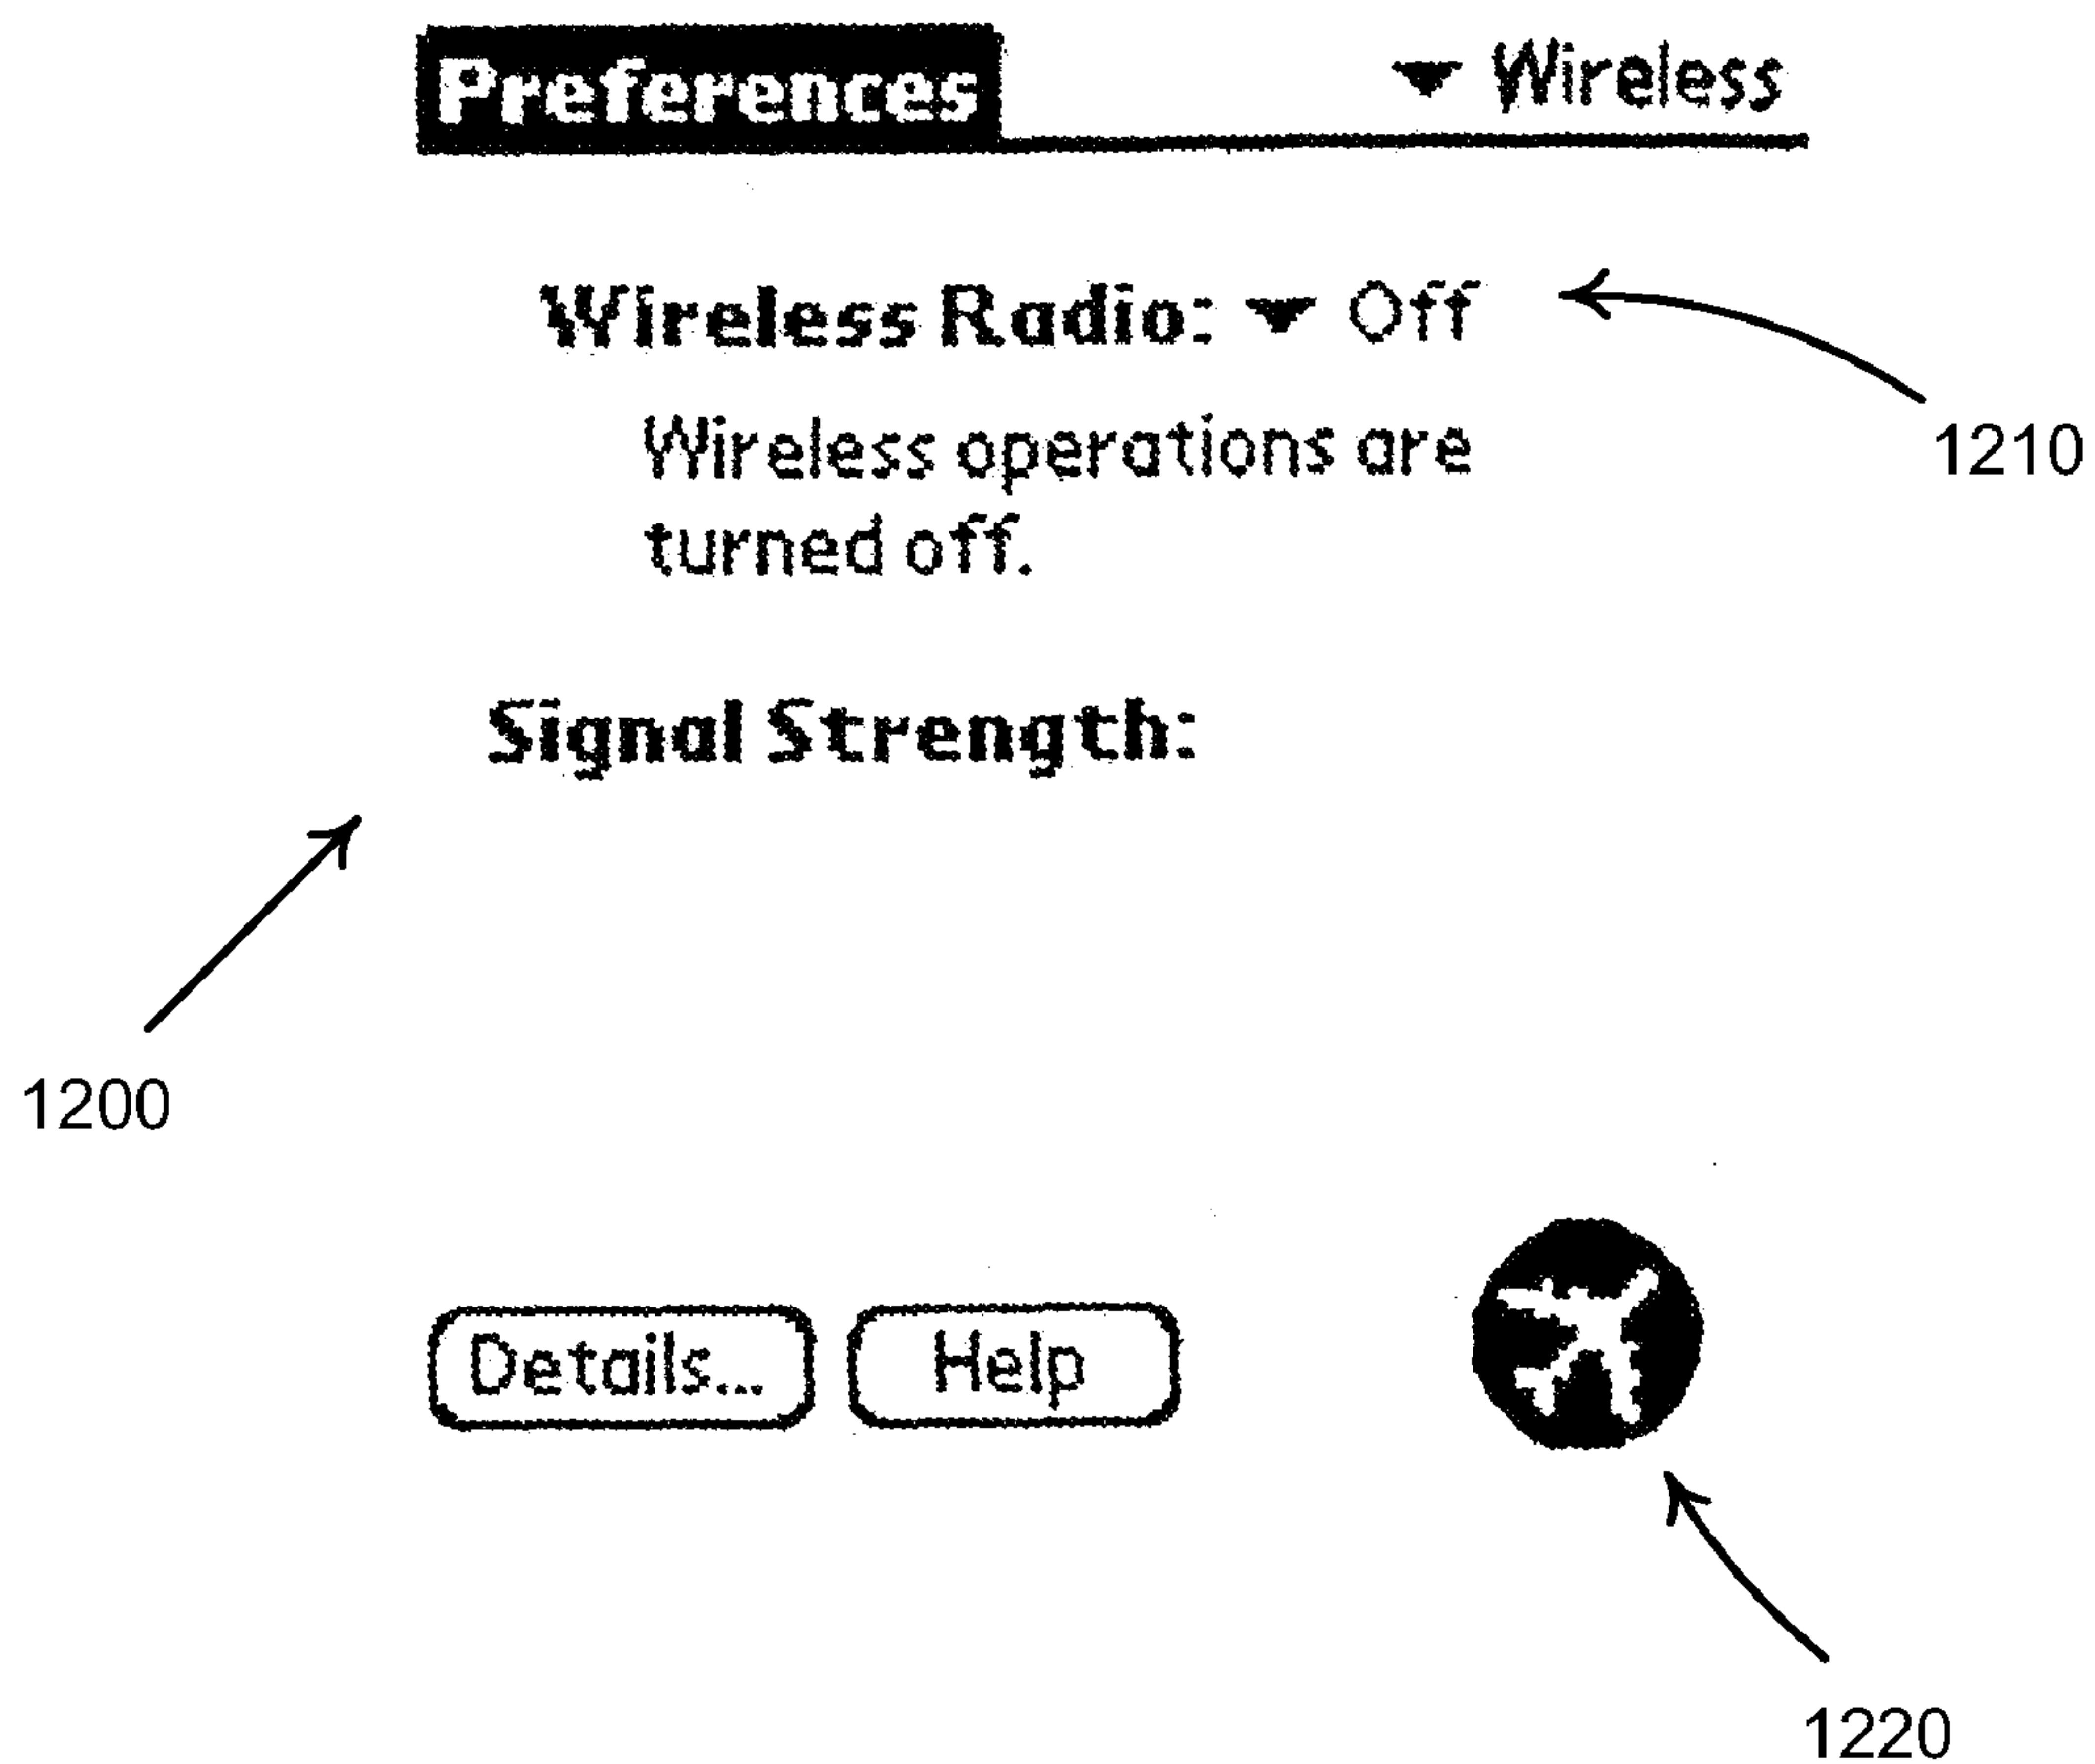 Preferences
Wireless
Wireless Radio: Off
1210
Wireless operations are
turned off.
Signal Strength:
1200
Details...
Help
1220